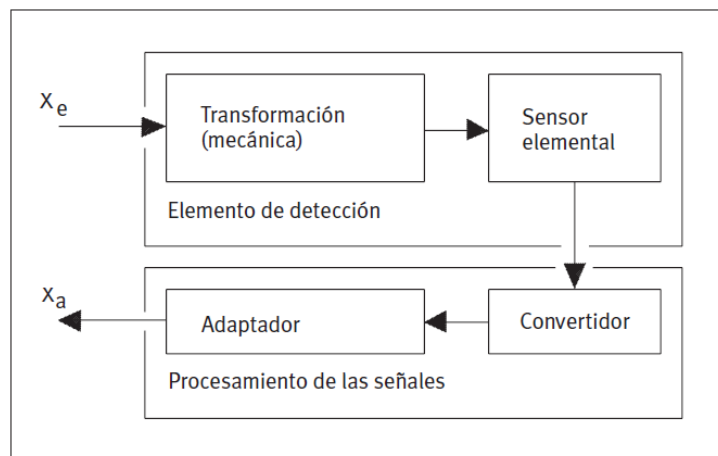 Xe
Transformación
(mecánica)
Sensor
elemental
Elemento de detección
Xa
Adaptador
Convertidor
Procesamiento de las señales